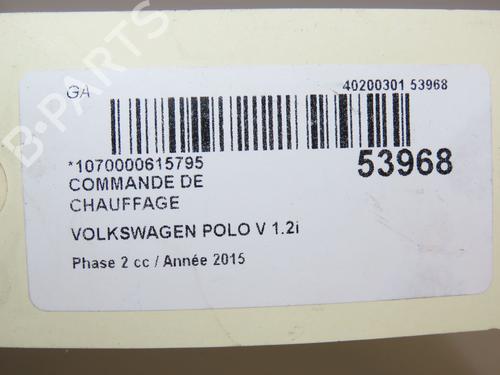 GA
40200301 53968
*1070000615795
53968
COMMANDE DE
CHAUFFAGE
VOLKSWAGEN POLO V 1.2i
Phase 2 cc / Année 2015
B-PARTS